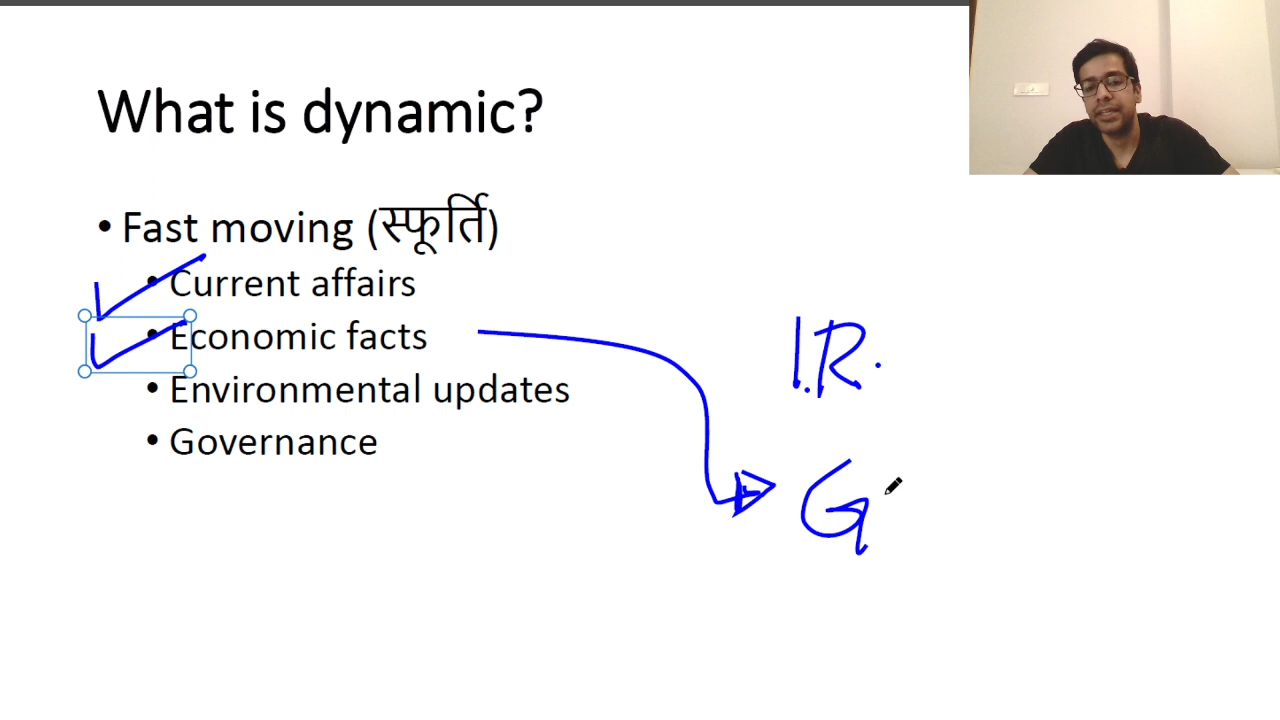 What is dynamic?
• Fast moving (स्फूर्ति)
• Current affairs
• Economic facts
• Environmental updates
• Governance
I.R.
G